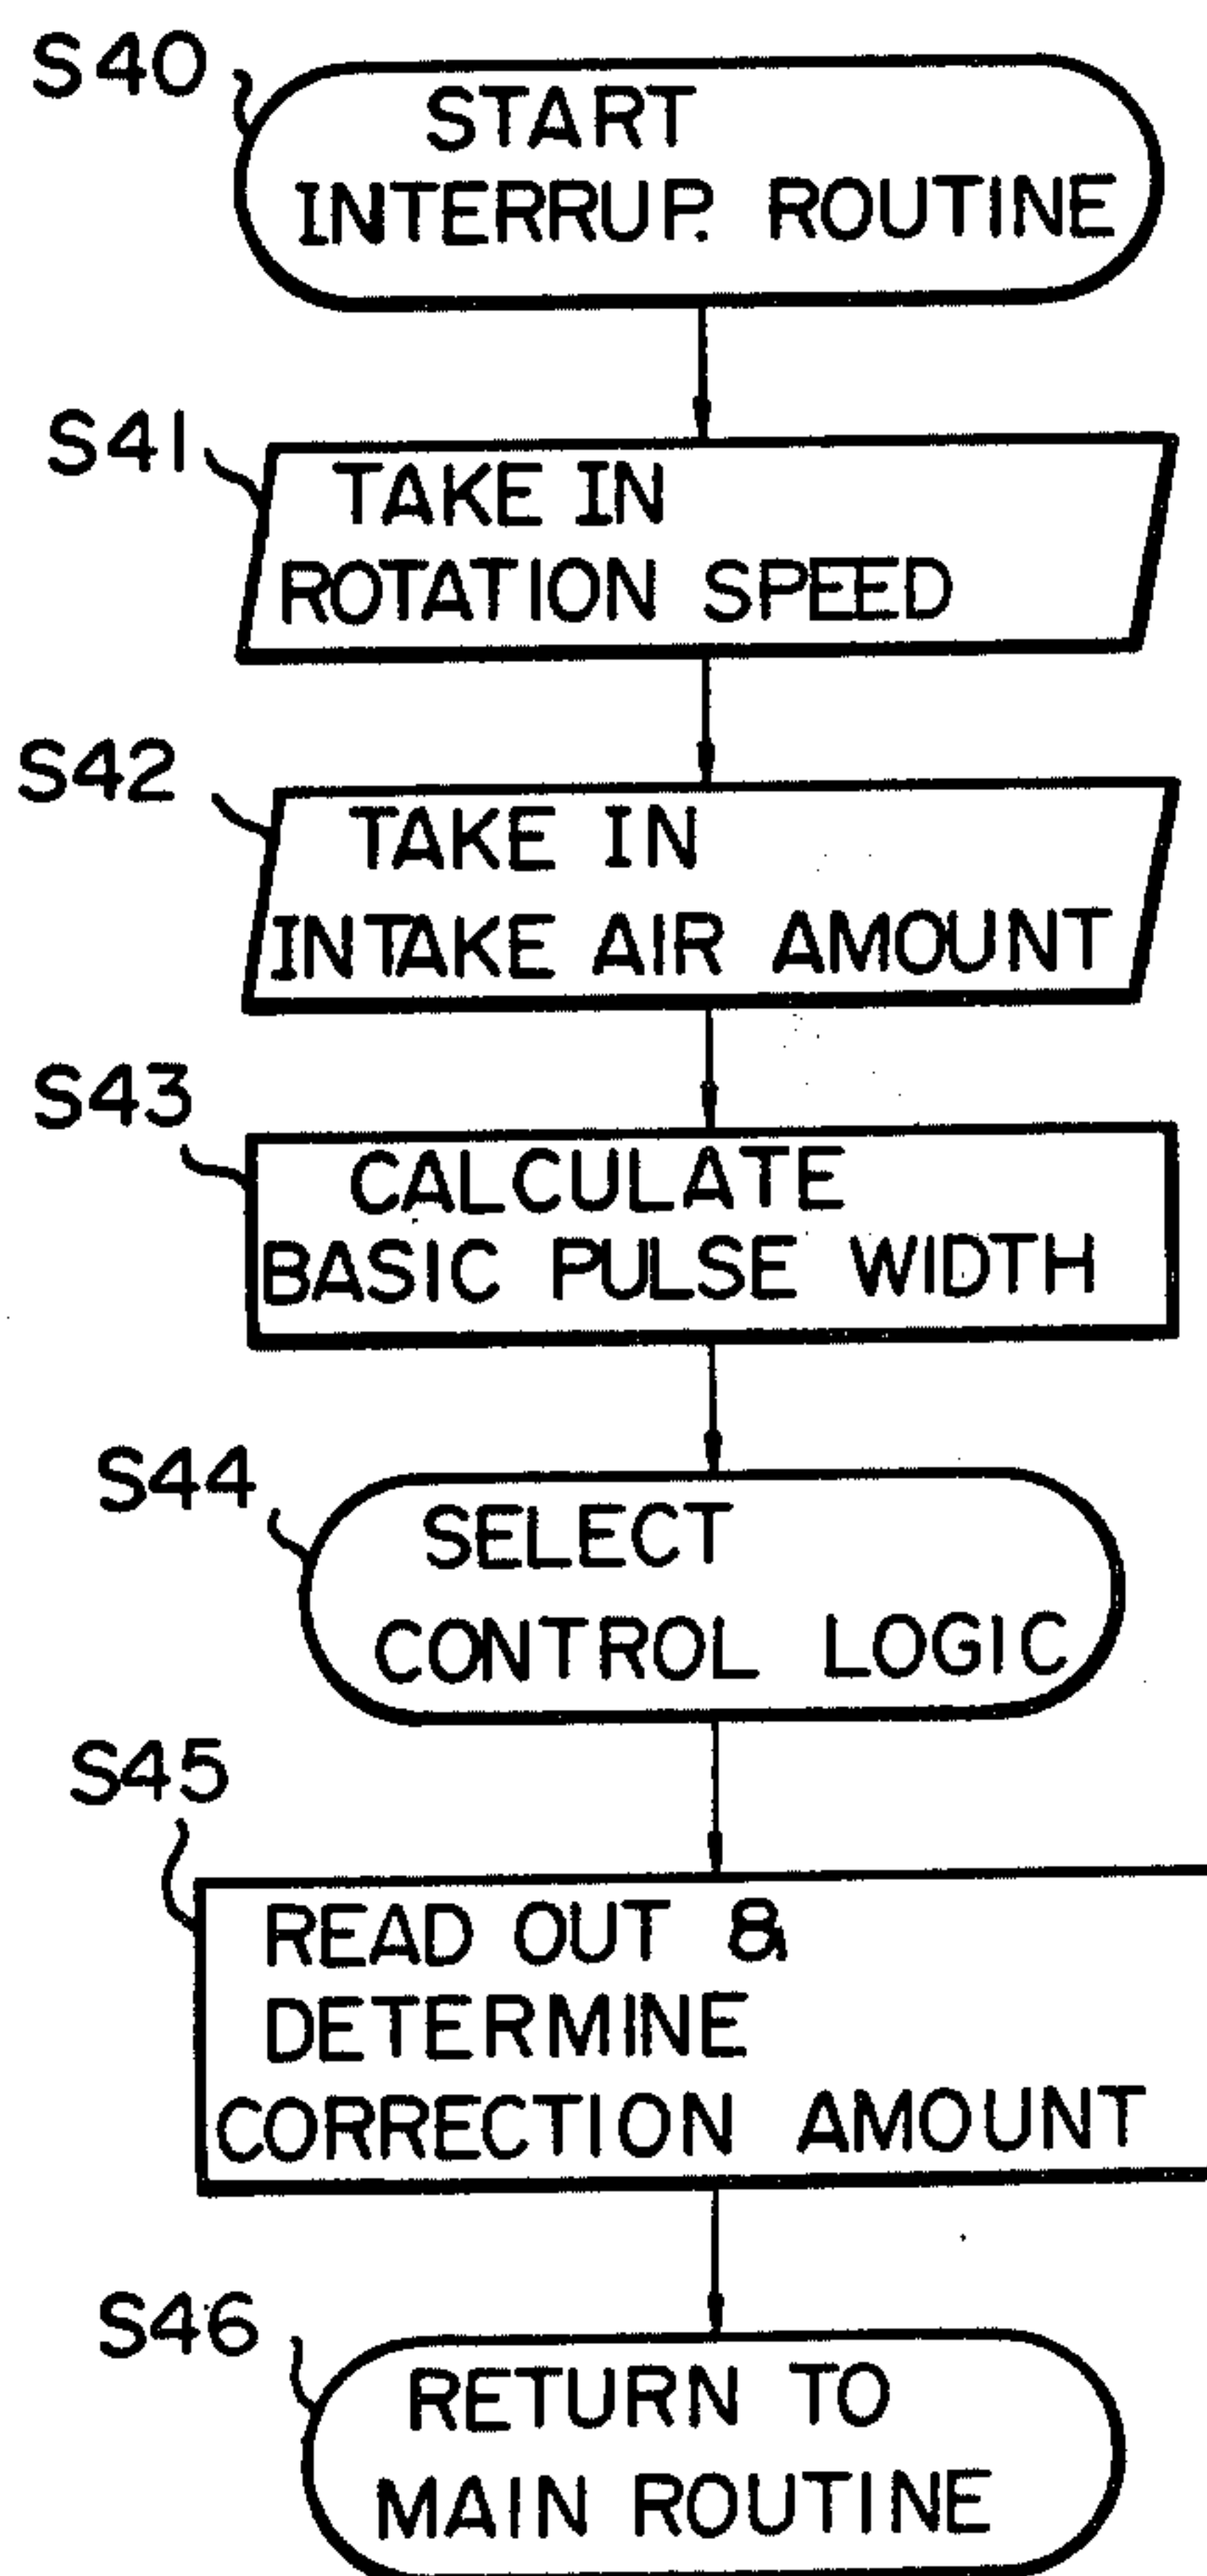 S40
START
INTERRUP. ROUTINE
S41
TAKE IN
ROTATION SPEED
S42
TAKE IN
INTAKE AIR AMOUNT
S43
CALCULATE
BASIC PULSE WIDTH
S44
SELECT
CONTROL LOGIC
S45
READ OUT &
DETERMINE
CORRECTION AMOUNT
S46
RETURN TO
MAIN ROUTINE